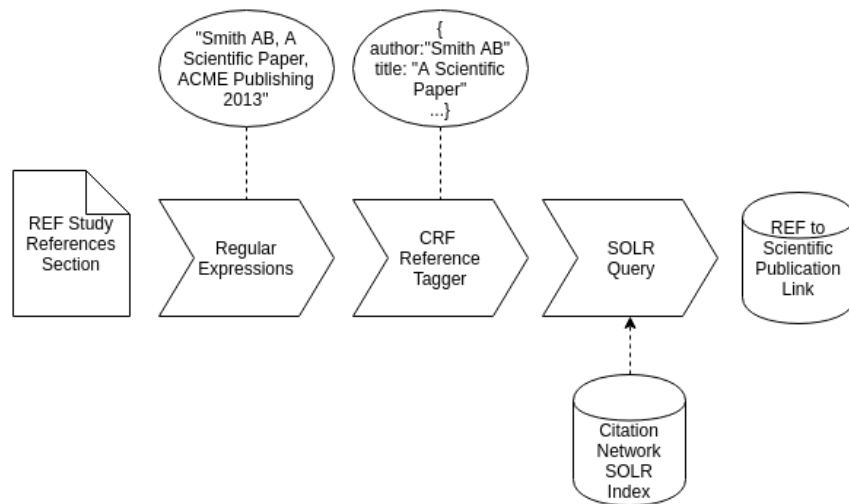 "Smith AB, A
Scientific Paper,
ACME Publishing
2013"
{
author:"Smith AB"
title: "A Scientific
Paper"
...}
REF Study
References
Section
Regular
Expressions
CRF
Reference
Tagger
SOLR
Query
REF to
Scientific
Publication
Link
Citation
Network
SOLR
Index